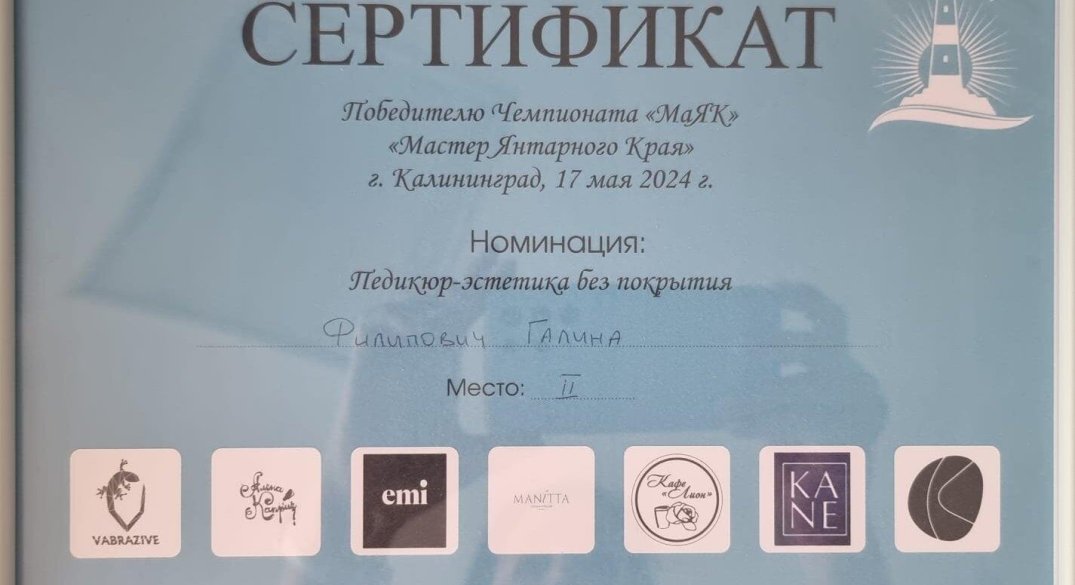 СЕРТИФИКАТ
Победителю Чемпионата «МаЯК»
«Мастер Янтарного Края»
г. Калининград, 17 мая 2024 г.
Номинация:
Педикюр-эстетика без покрытия
Филипович Галина
Место: II
VABRAZIVE
emi
MANITTA
Кафе
«Лион»
KA
NE